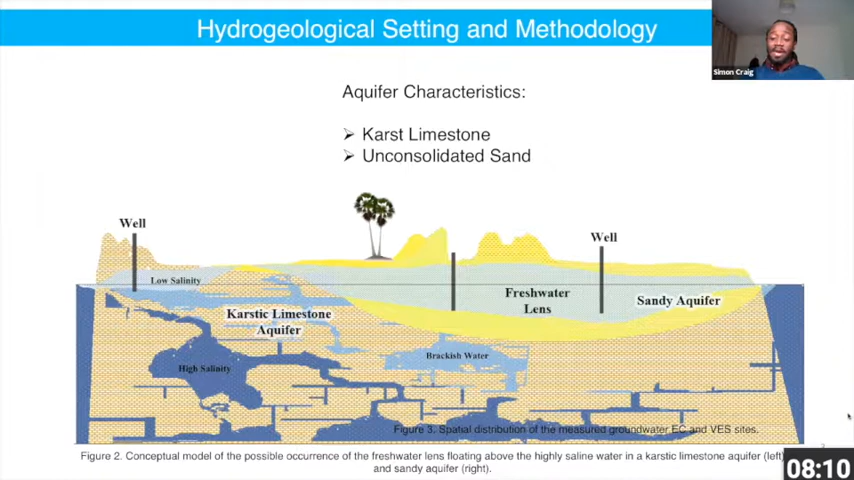 Hydrogeological Setting and Methodology
Simon Craig
Aquifer Characteristics:
➢ Karst Limestone
➢ Unconsolidated Sand
Well
Well
Low Salinity
Freshwater
Lens
Sandy Aquifer
Karstic Limestone
Aquifer
Brackish Water
High Salinity
Figure 3. Spatial distribution of the measured groundwater EC and VES sites.
Figure 2. Conceptual model of the possible occurrence of the freshwater lens floating above the highly saline water in a karstic limestone aquifer (left)
and sandy aquifer (right).
08:10